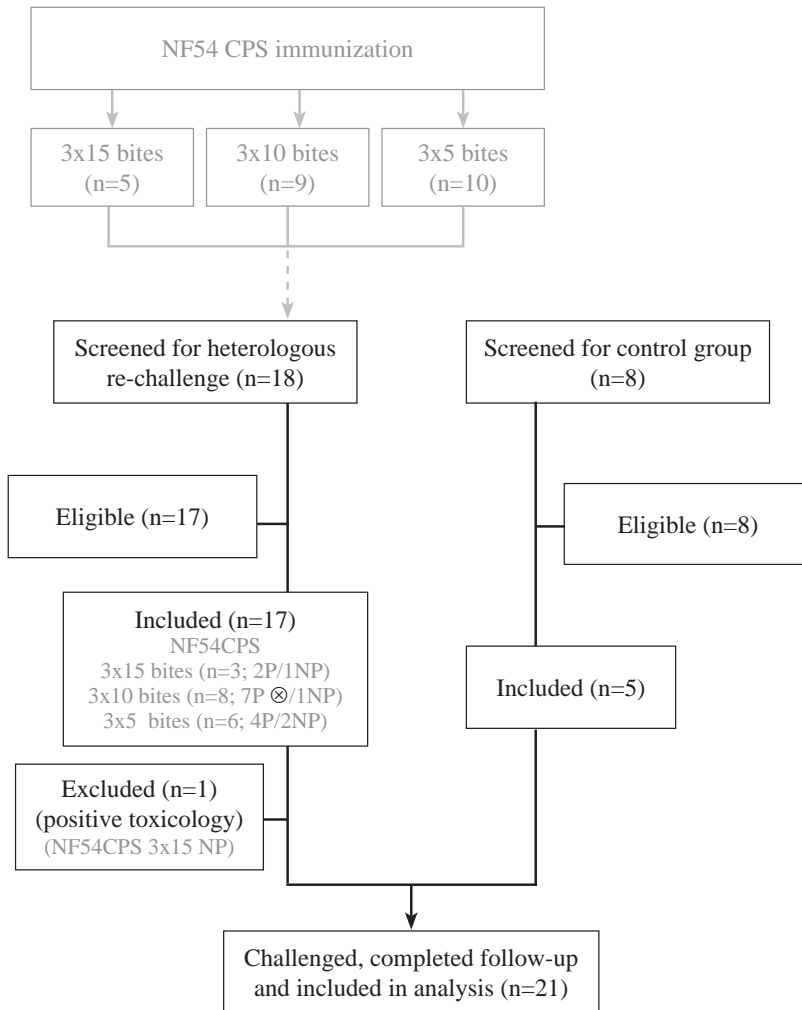 NF54 CPS immunization
3x15 bites
(n=5)
3x10 bites
(n=9)
3x5 bites
(n=10)
Screened for heterologous
re-challenge (n=18)
Screened for control group
(n=8)
Eligible (n=17)
Eligible (n=8)
Included (n=17)
NF54CPS
3x15 bites (n=3; 2P/1NP)
3x10 bites (n=8; 7P ⊗/1NP)
3x5 bites (n=6; 4P/2NP)
Included (n=5)
Excluded (n=1)
(positive toxicology)
(NF54CPS 3x15 NP)
Challenged, completed follow-up
and included in analysis (n=21)